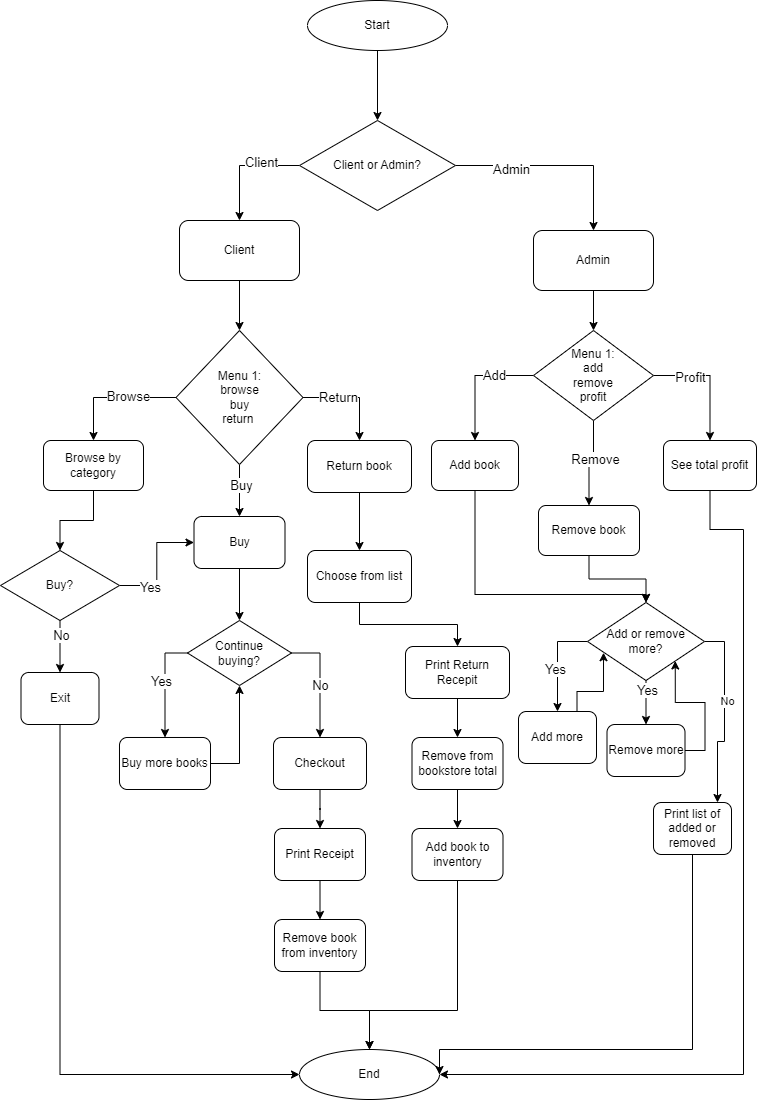 Start
Client or Admin?
Client
Admin
Client
Admin
Menu 1:
browse
buy
return
Menu 1:
add
remove
profit
Browse
Return
Add
Profit
Browse by
category
Return book
Add book
See total profit
Buy
Remove
Buy
Remove book
Buy?
Yes
Choose from list
No
Continue
buying?
Add or remove
more?
Yes
No
Print Return
Recepit
Yes
Yes
No
Exit
Buy more books
Checkout
Remove from
bookstore total
Add more
Remove more
Print list of
added or
removed
Print Receipt
Add book to
inventory
Remove book
from inventory
End